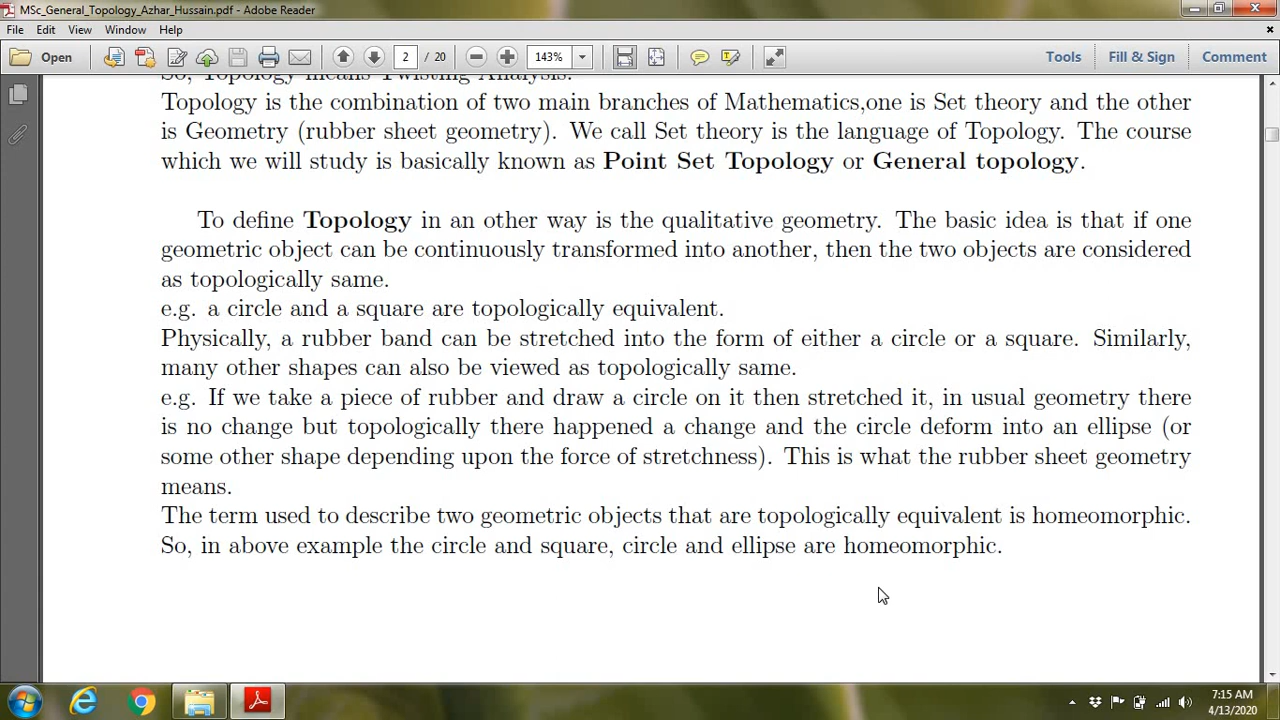 MSc_General_Topology_Azhar_Hussain.pdf - Adobe Reader
File Edit View Window Help
Open 2 / 20 143% Tools Fill & Sign Comment
So, Topology means Twisting Analysis.
Topology is the combination of two main branches of Mathematics,one is Set theory and the other
is Geometry (rubber sheet geometry). We call Set theory is the language of Topology. The course
which we will study is basically known as Point Set Topology or General topology.
To define Topology in an other way is the qualitative geometry. The basic idea is that if one
geometric object can be continuously transformed into another, then the two objects are considered
as topologically same.
e.g. a circle and a square are topologically equivalent.
Physically, a rubber band can be stretched into the form of either a circle or a square. Similarly,
many other shapes can also be viewed as topologically same.
e.g. If we take a piece of rubber and draw a circle on it then stretched it, in usual geometry there
is no change but topologically there happened a change and the circle deform into an ellipse (or
some other shape depending upon the force of stretchness). This is what the rubber sheet geometry
means.
The term used to describe two geometric objects that are topologically equivalent is homeomorphic.
So, in above example the circle and square, circle and ellipse are homeomorphic.
7:15 AM
4/13/2020